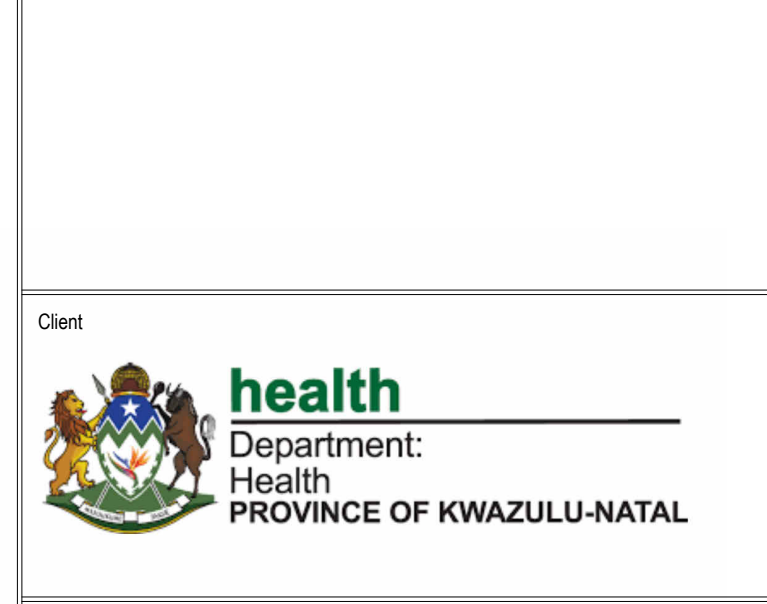 Client
health
Department:
Health
PROVINCE OF KWAZULU-NATAL